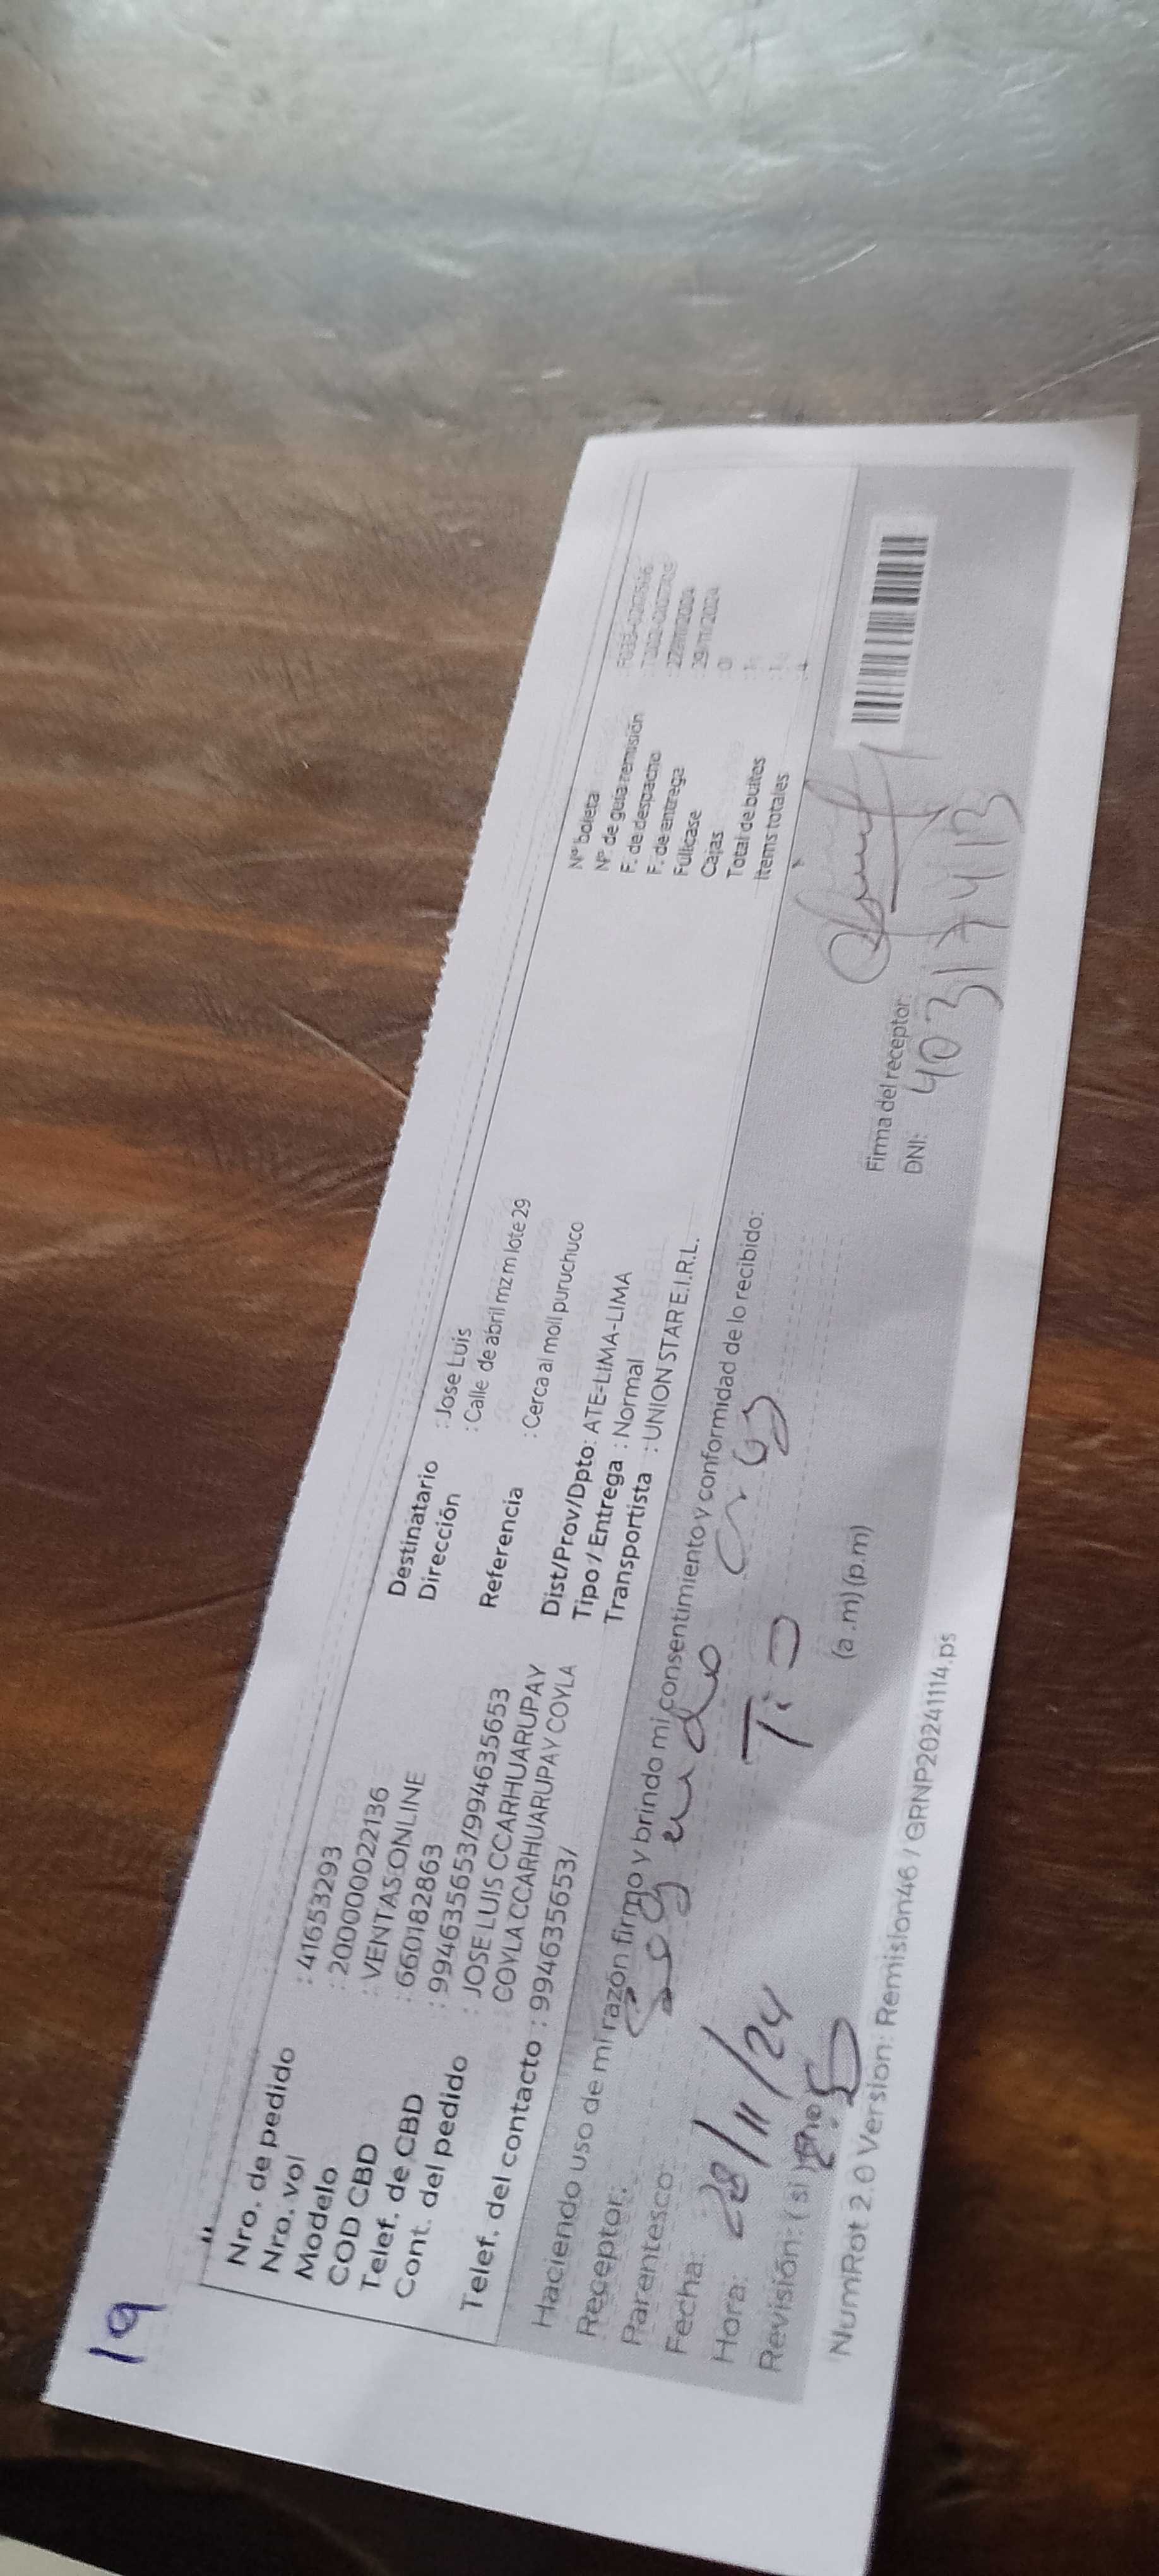 19
Nro. de pedido : 41653293
Nro. vol : 200000022136
Modelo : VENTAS ONLINE
COD CBD : 660182863
Telef. de CBD : 994635653/994635653
Cont. del pedido : JOSE LUIS CCARHUARUPAY
COYLA CCARHUARUPAY COYLA
Telef. del contacto : 994635653/
Destinatario : Jose Luis
Dirección : Calle de abril mz m lote 29
Referencia : Cerca al moll puruchuco
Dist/Prov/Dpto: ATE-LIMA-LIMA
Tipo / Entrega : Normal
Transportista : UNION STAR E.I.R.L.
Nº boleta
Nº de guía remisión
F. de despacho
F. de entrega : 29/11/2024
Fullcase : 0
Cajas
Total de bultos
Items totales : 4
Haciendo uso de mi razón firmo y brindo mi consentimiento y conformidad de lo recibido:
Receptor:
Parentesco:
Fecha: 28/11/24
Hora: (a.m) (p.m)
Revisión: ( si )
Firma del receptor:
DNI: 40317413
NumRot 2.0 Version: Remision46 / GRNP20241114.ps